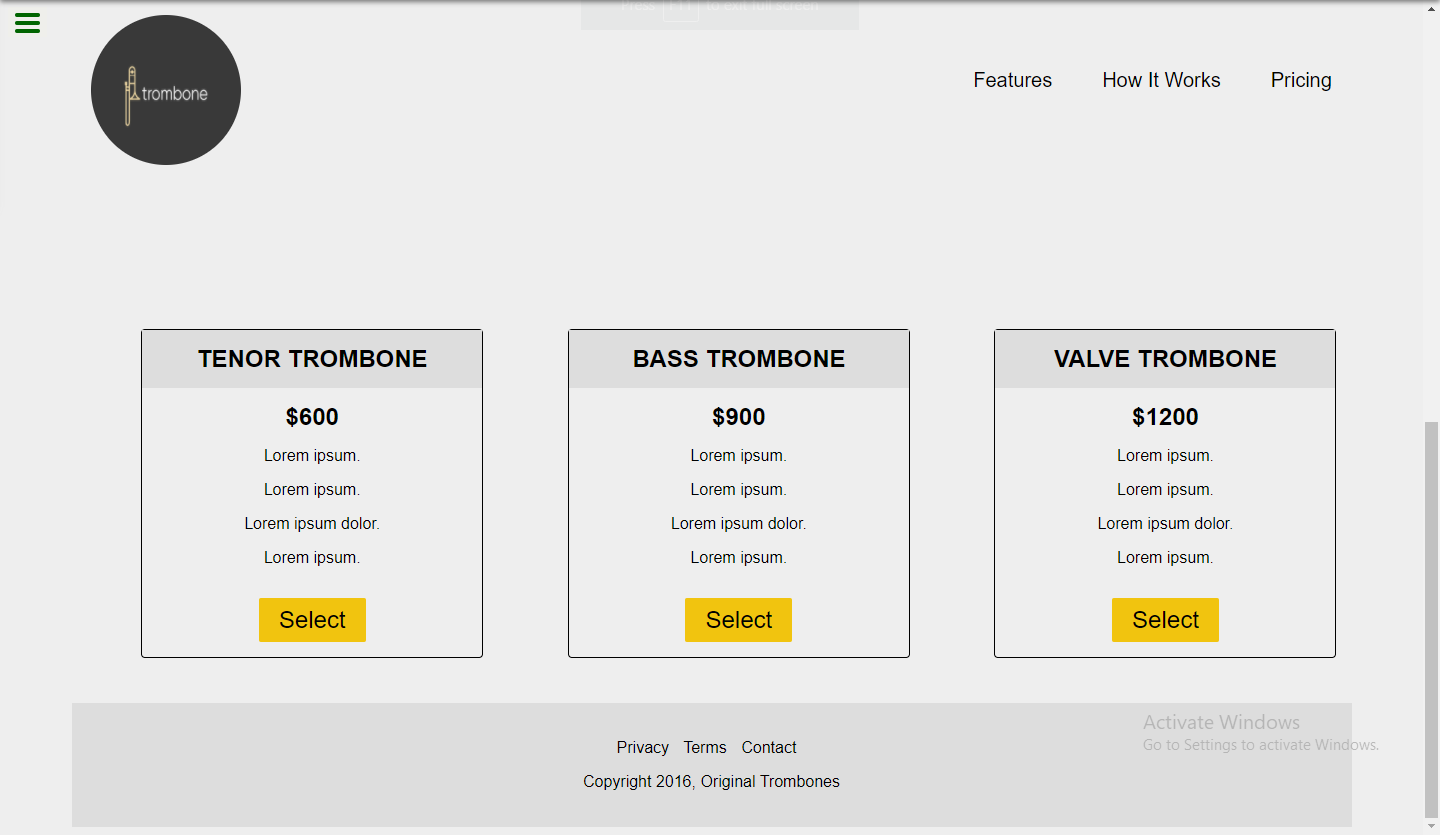 Press F11 to exit full screen
trombone
Features How It Works Pricing
TENOR TROMBONE
$600
Lorem ipsum.
Lorem ipsum.
Lorem ipsum dolor.
Lorem ipsum.
Select
BASS TROMBONE
$900
Lorem ipsum.
Lorem ipsum.
Lorem ipsum dolor.
Lorem ipsum.
Select
VALVE TROMBONE
$1200
Lorem ipsum.
Lorem ipsum.
Lorem ipsum dolor.
Lorem ipsum.
Select
Privacy Terms Contact
Copyright 2016, Original Trombones
Activate Windows
Go to Settings to activate Windows.